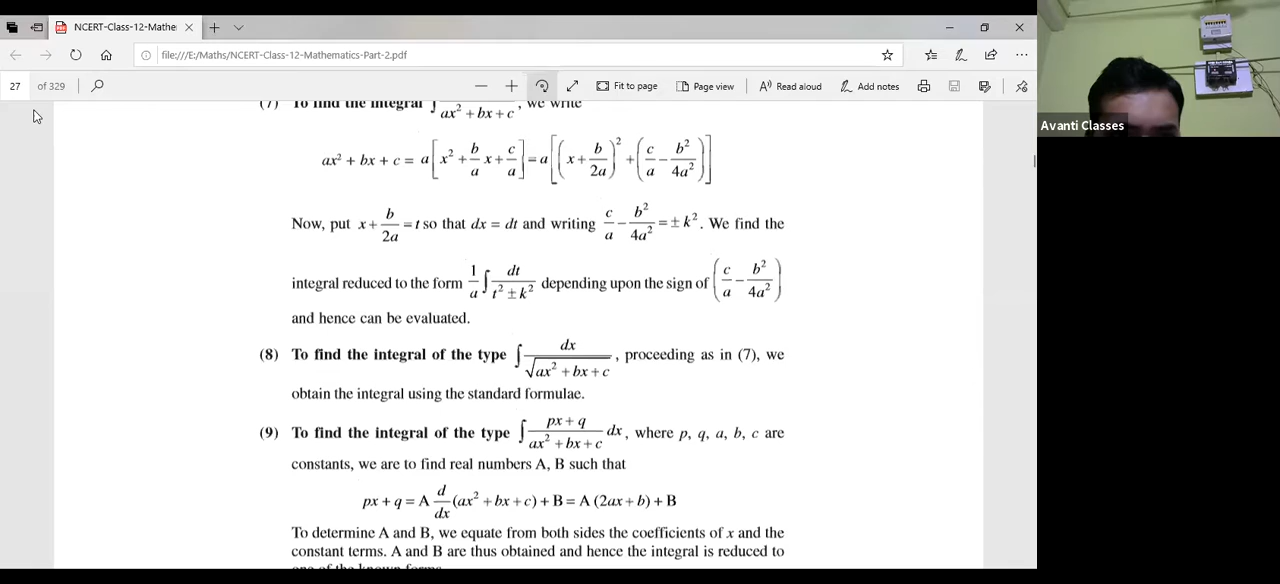 NCERT-Class-12-Mathe
file:///E:/Maths/NCERT-Class-12-Mathematics-Part-2.pdf
27 of 329
Fit to page
Page view
Read aloud
Add notes
Avanti Classes
(7) To find the integral ∫ / ax² + bx + c , we write
ax² + bx + c = a[x² + b/a x + c/a] = a[(x + b/2a)² + (c/a − b²/4a²)]
Now, put x + b/2a = t so that dx = dt and writing c/a − b²/4a² = ± k². We find the
integral reduced to the form 1/a ∫ dt/(t² ± k²) depending upon the sign of (c/a − b²/4a²)
and hence can be evaluated.
(8) To find the integral of the type ∫ dx/√(ax² + bx + c) , proceeding as in (7), we
obtain the integral using the standard formulae.
(9) To find the integral of the type ∫ (px + q)/(ax² + bx + c) dx , where p, q, a, b, c are
constants, we are to find real numbers A, B such that
px + q = A d/dx (ax² + bx + c) + B = A (2ax + b) + B
To determine A and B, we equate from both sides the coefficients of x and the
constant terms. A and B are thus obtained and hence the integral is reduced to
one of the known forms